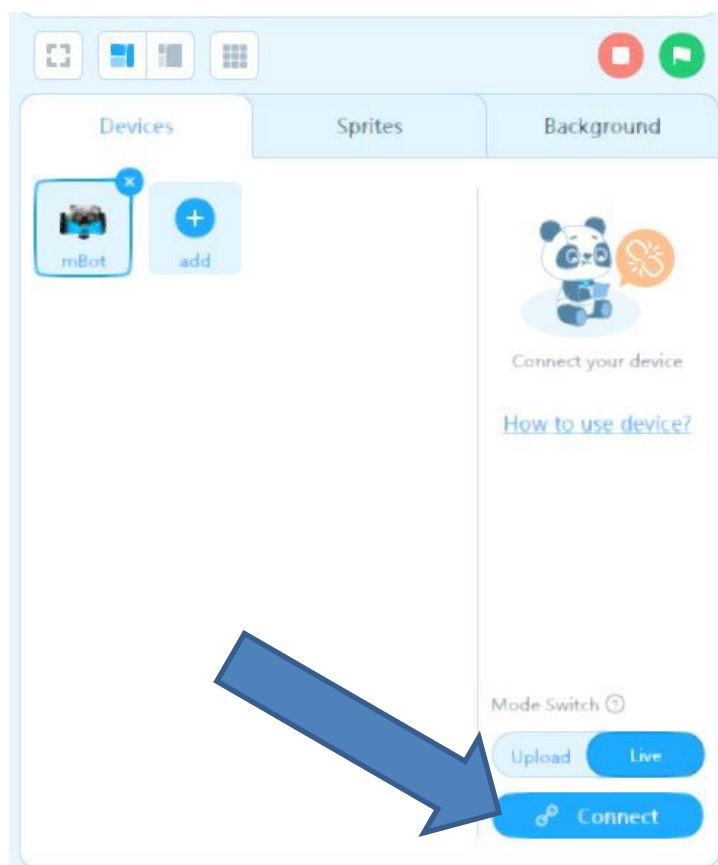 Devices
Sprites
Background
mBot
add
Connect your device
How to use device?
Mode Switch ?
Upload
Live
Connect